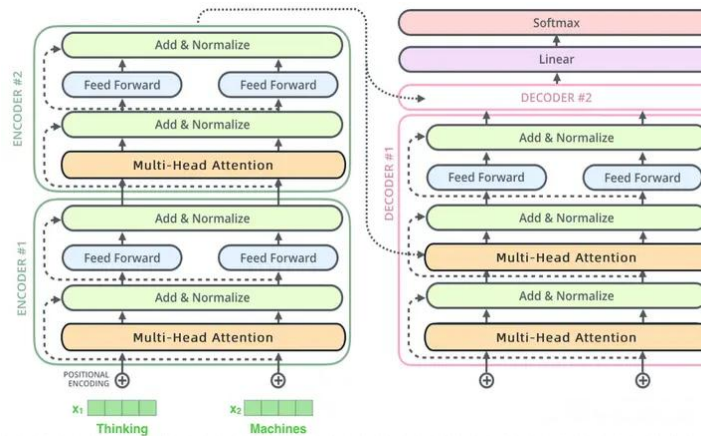 ENCODER #2
Add & Normalize
Feed Forward
Feed Forward
Add & Normalize
Multi-Head Attention
ENCODER #1
Add & Normalize
Feed Forward
Feed Forward
Add & Normalize
Multi-Head Attention
POSITIONAL
ENCODING
x₁
x₂
Thinking
Machines
Softmax
Linear
DECODER #2
DECODER #1
Add & Normalize
Feed Forward
Feed Forward
Add & Normalize
Multi-Head Attention
Add & Normalize
Multi-Head Attention